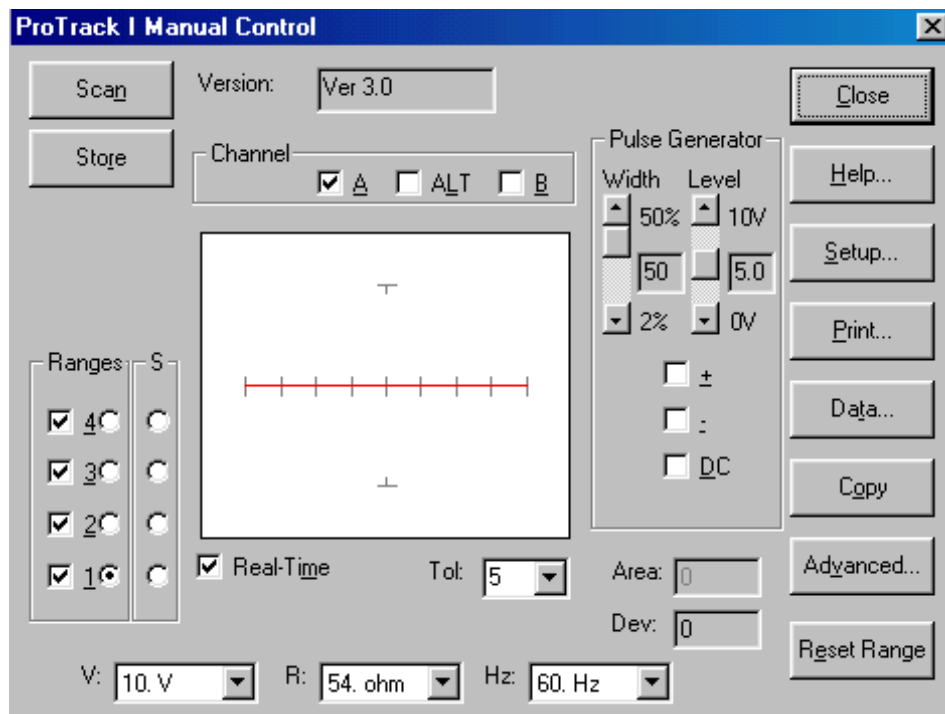 ProTrack I Manual Control
Scan
Version:
Ver 3.0
Close
Store
Channel
A
ALT
B
Pulse Generator
Width
Level
50%
10V
50
5.0
2%
0V
+
-
DC
Help...
Setup...
Print...
Data...
Copy
Advanced...
Reset Range
Ranges
S
4
3
2
1
Real-Time
Tol:
5
Area:
0
Dev:
0
V:
10. V
R:
54. ohm
Hz:
60. Hz